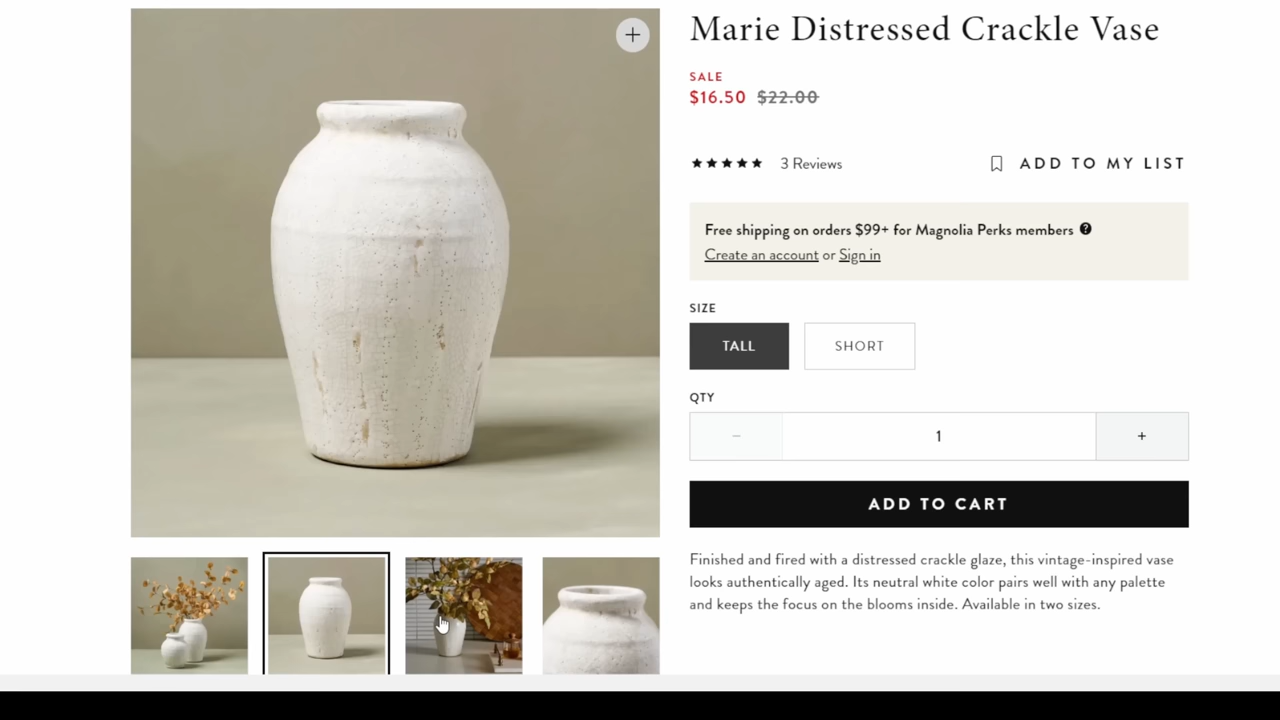 Marie Distressed Crackle Vase
SALE
$16.50 $22.00
3 Reviews
ADD TO MY LIST
Free shipping on orders $99+ for Magnolia Perks members ?
Create an account or Sign in
SIZE
TALL
SHORT
QTY
− 1 +
ADD TO CART
Finished and fired with a distressed crackle glaze, this vintage-inspired vase
looks authentically aged. Its neutral white color pairs well with any palette
and keeps the focus on the blooms inside. Available in two sizes.